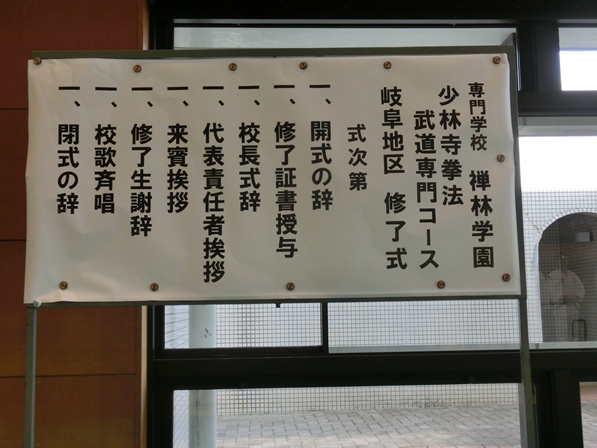 専門学校 禅林学園
少林寺拳法
武道専門コース
岐阜地区 修了式
式次第
一、開式の辞
一、修了証書授与
一、校長式辞
一、代表責任者挨拶
一、来賓挨拶
一、修了生謝辞
一、校歌斉唱
一、閉式の辞